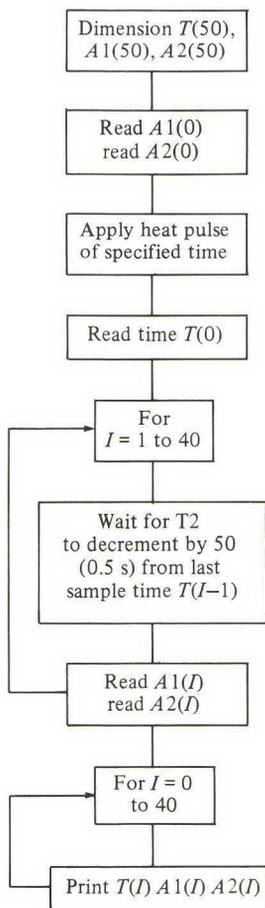 Dimension T(50),
A1(50), A2(50)
Read A1(0)
read A2(0)
Apply heat pulse
of specified time
Read time T(0)
For
I = 1 to 40
Wait for T2
to decrement by 50
(0.5 s) from last
sample time T(I−1)
Read A1(I)
read A2(I)
For I = 0
to 40
Print T(I) A1(I) A2(I)